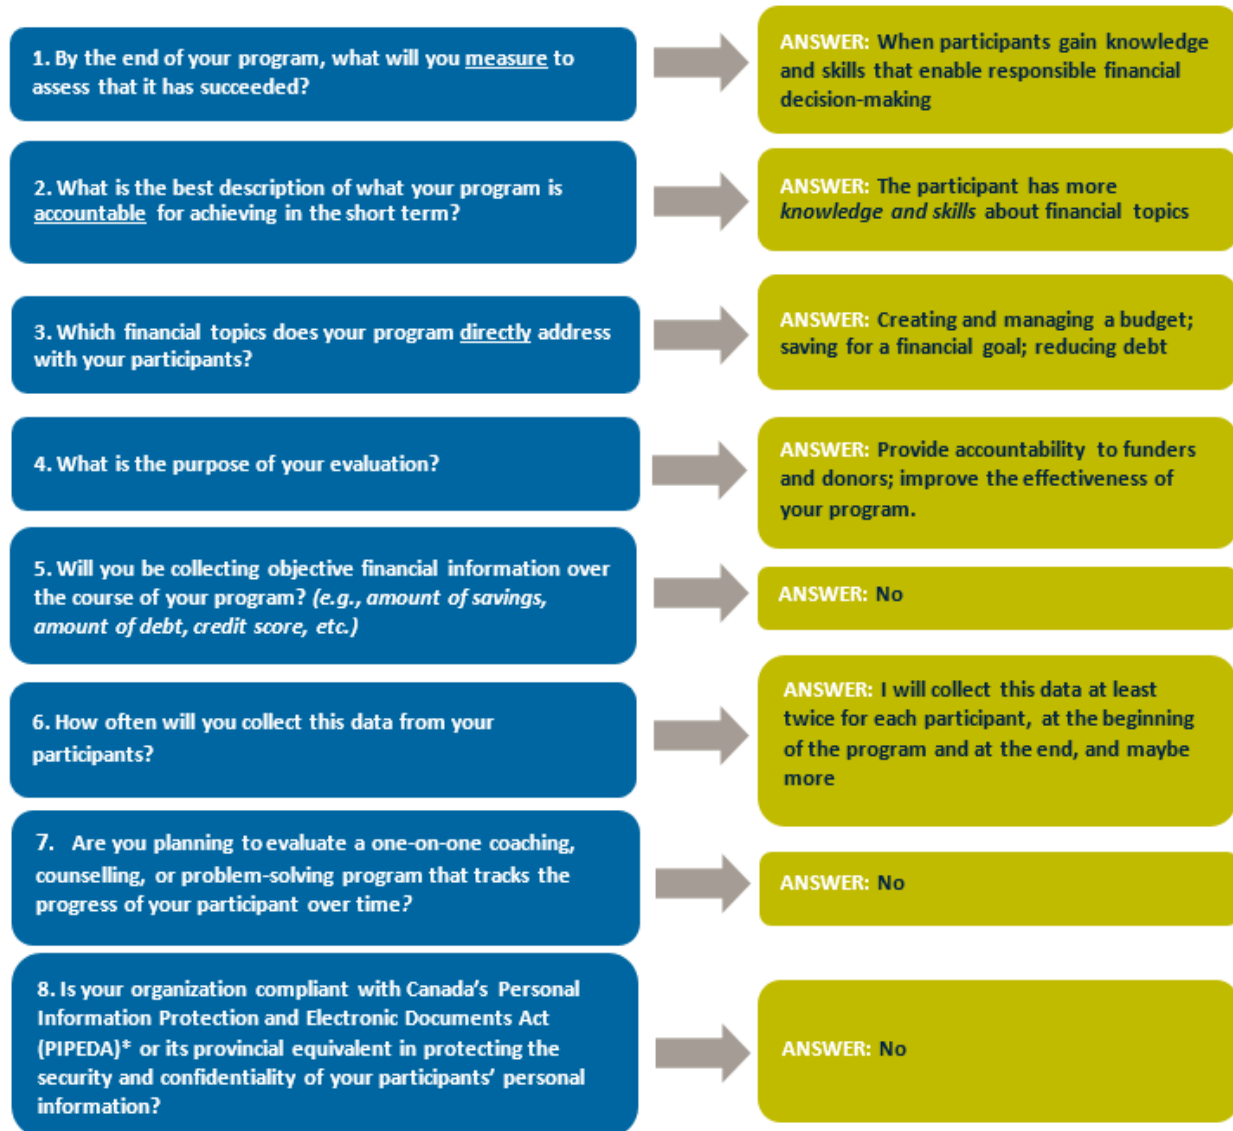 1. By the end of your program, what will you measure to
assess that it has succeeded?
ANSWER: When participants gain knowledge
and skills that enable responsible financial
decision-making
2. What is the best description of what your program is
accountable for achieving in the short term?
ANSWER: The participant has more
knowledge and skills about financial topics
3. Which financial topics does your program directly address
with your participants?
ANSWER: Creating and managing a budget;
saving for a financial goal; reducing debt
4. What is the purpose of your evaluation?
ANSWER: Provide accountability to funders
and donors; improve the effectiveness of
your program.
5. Will you be collecting objective financial information over
the course of your program? (e.g., amount of savings,
amount of debt, credit score, etc.)
ANSWER: No
6. How often will you collect this data from your
participants?
ANSWER: I will collect this data at least
twice for each participant, at the beginning
of the program and at the end, and maybe
more
7. Are you planning to evaluate a one-on-one coaching,
counselling, or problem-solving program that tracks the
progress of your participant over time?
ANSWER: No
8. Is your organization compliant with Canada's Personal
Information Protection and Electronic Documents Act
(PIPEDA)* or its provincial equivalent in protecting the
security and confidentiality of your participants' personal
information?
ANSWER: No